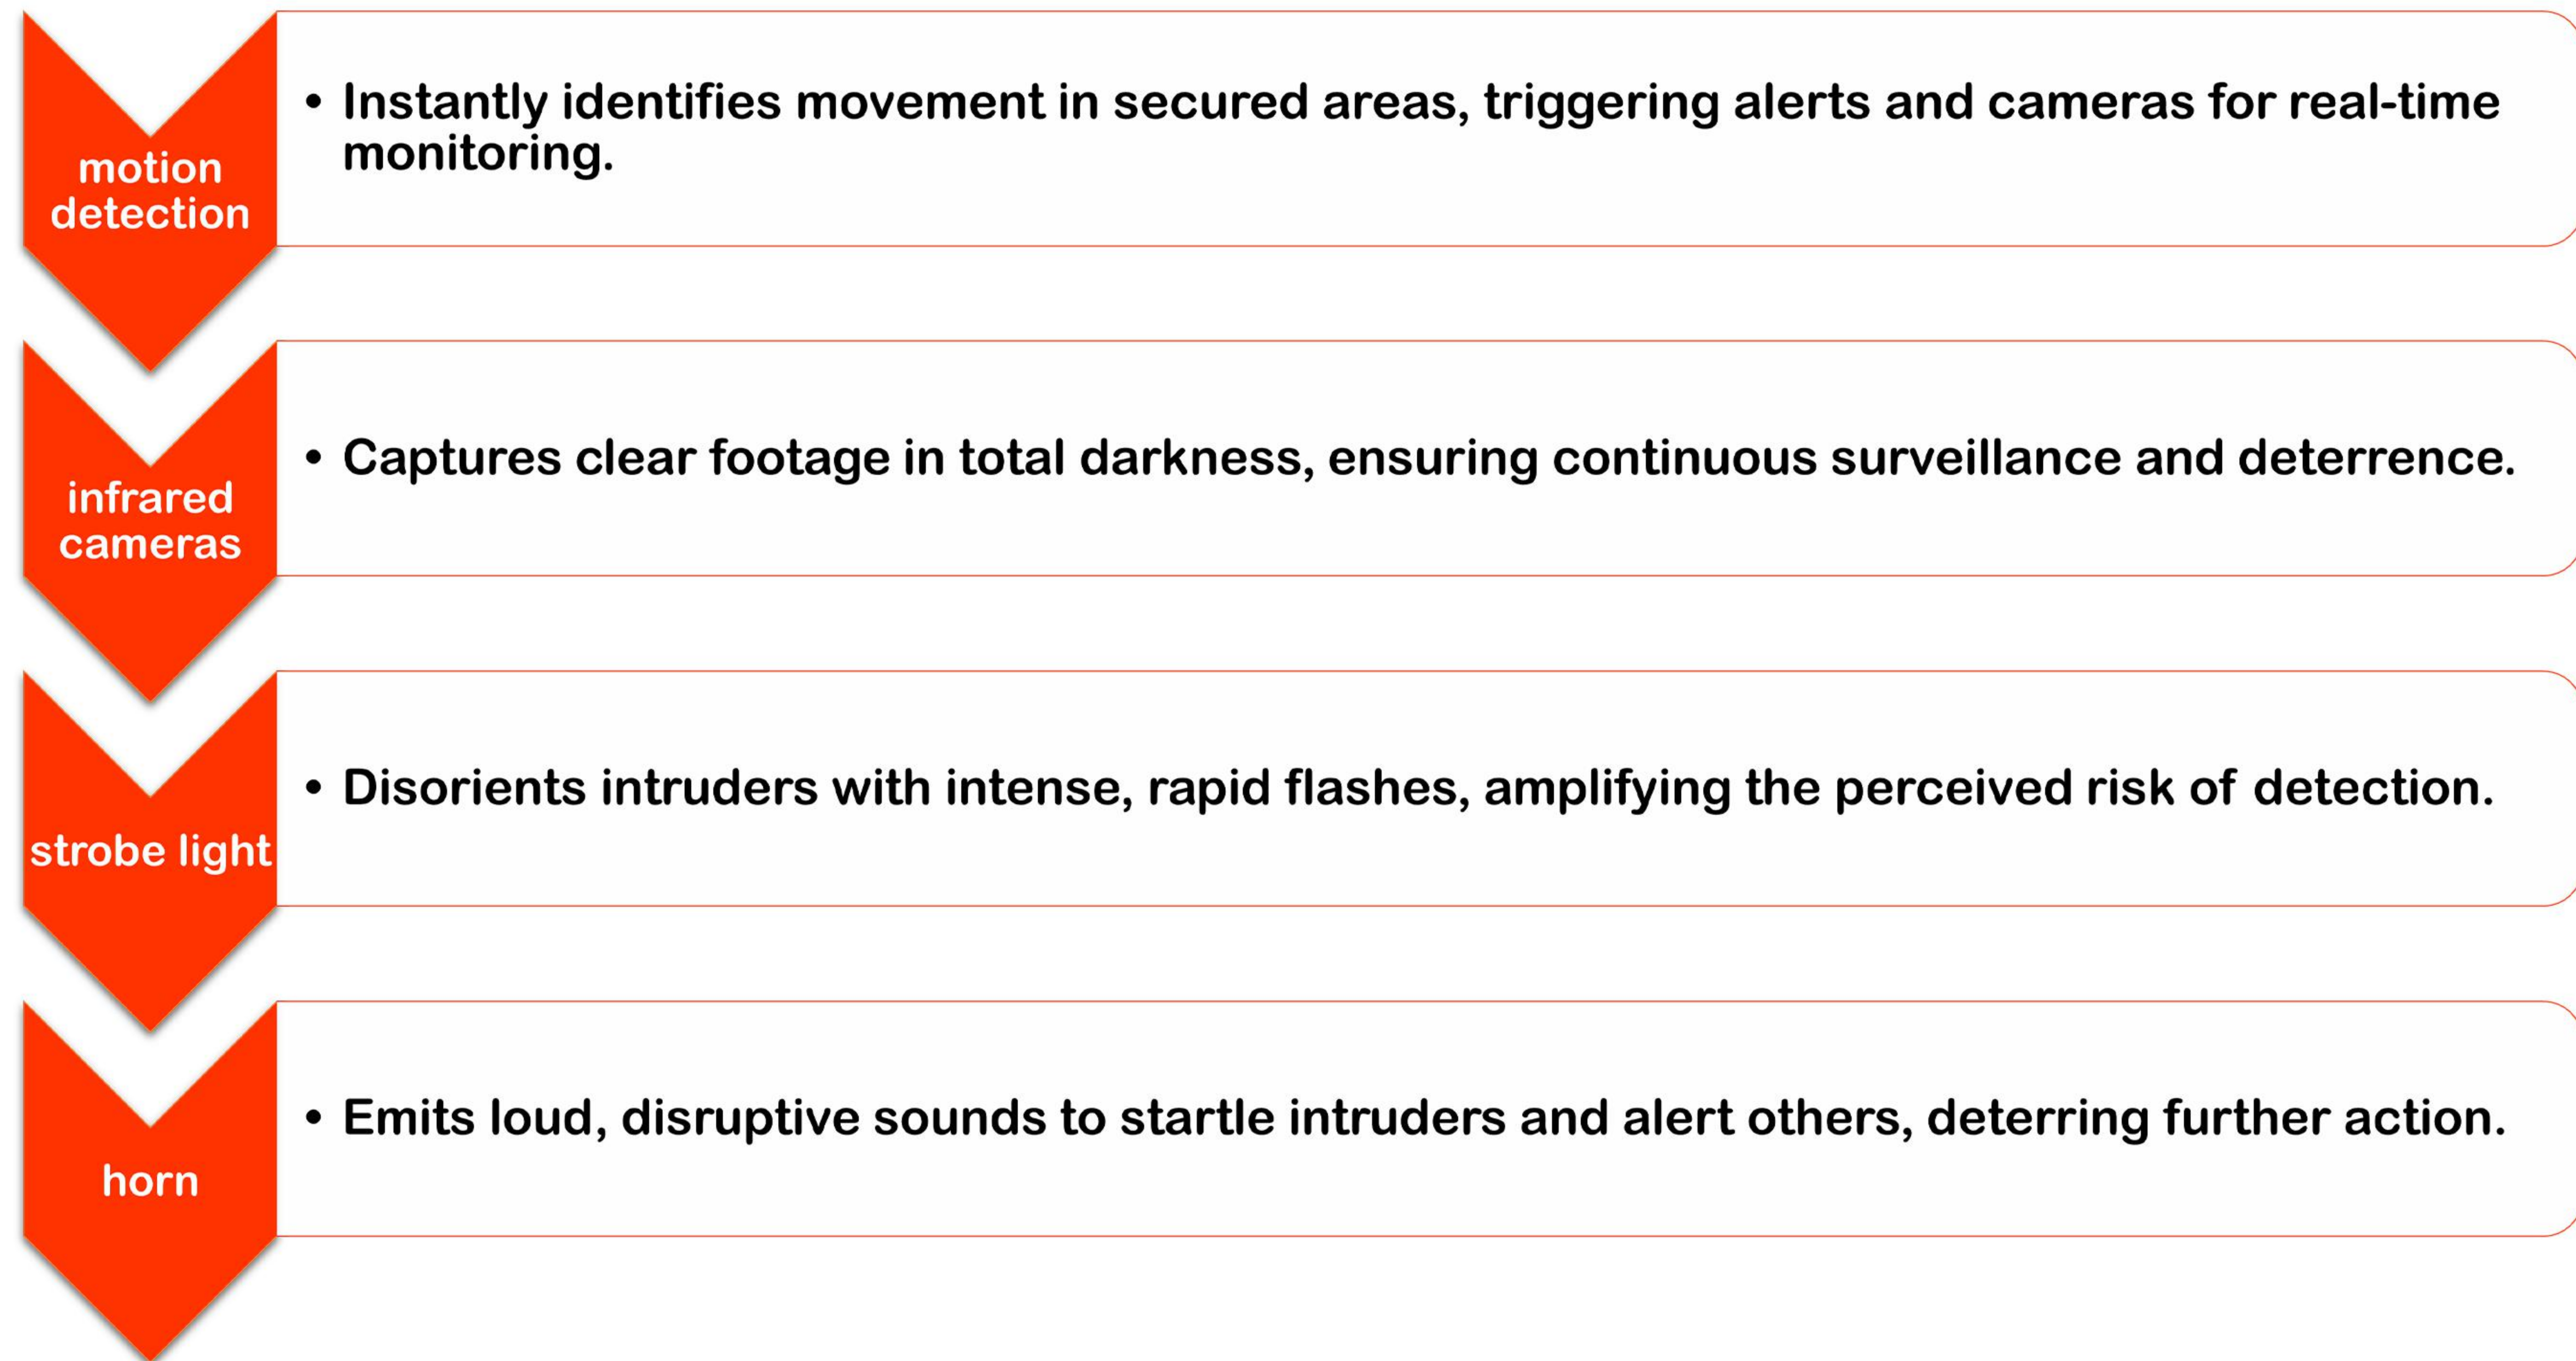 motion
detection
• Instantly identifies movement in secured areas, triggering alerts and cameras for real-time
monitoring.
infrared
cameras
• Captures clear footage in total darkness, ensuring continuous surveillance and deterrence.
strobe light
• Disorients intruders with intense, rapid flashes, amplifying the perceived risk of detection.
horn
• Emits loud, disruptive sounds to startle intruders and alert others, deterring further action.